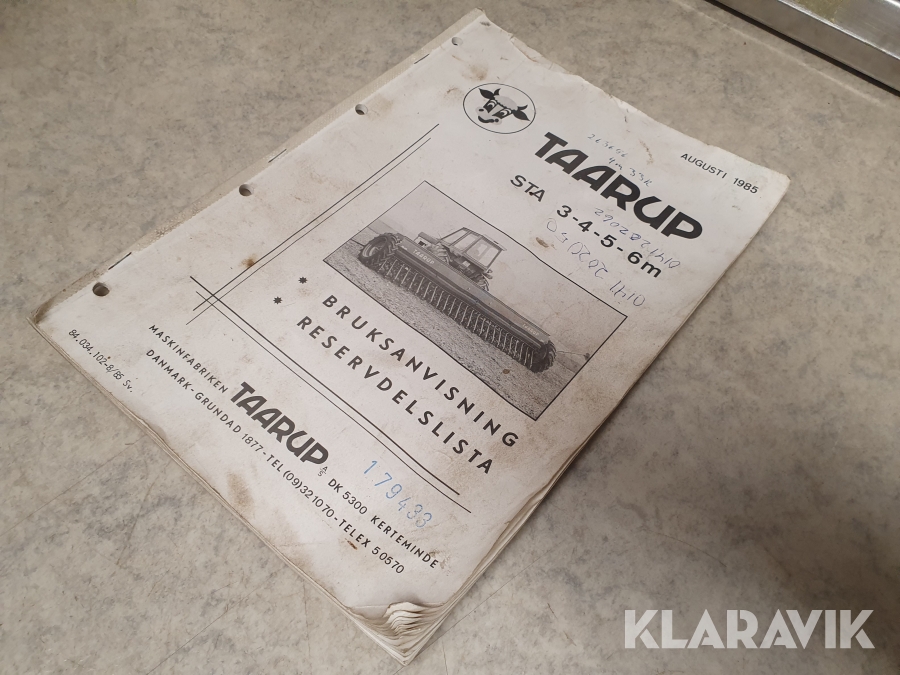 AUGUSTI 1985
TAARUP
STA 3-4-5-6m
* BRUKSANVISNING
* RESERVDELSLISTA
MASKINFABRIKEN TAARUP A/S DK 5300 KERTEMINDE
DANMARK - GRUNDAD 1877 - TEL (09) 321070 - TELEX 50570
179433
84.034.102-8/85 Sv.
KLARAVIK